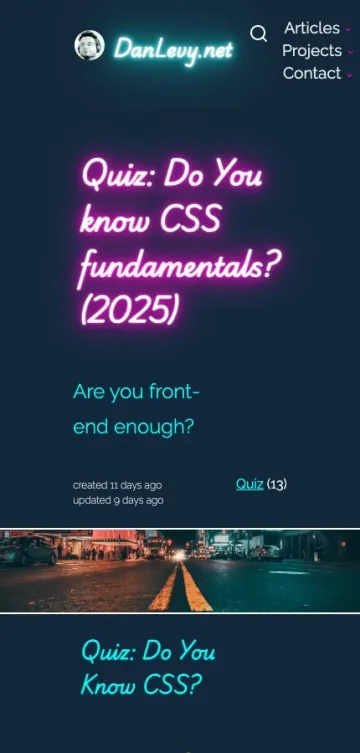 DanLevy.net
Articles
Projects
Contact
Quiz: Do You
know CSS
fundamentals?
(2025)
Are you front-
end enough?
created 11 days ago
updated 9 days ago
Quiz (13)
Quiz: Do You
Know CSS?